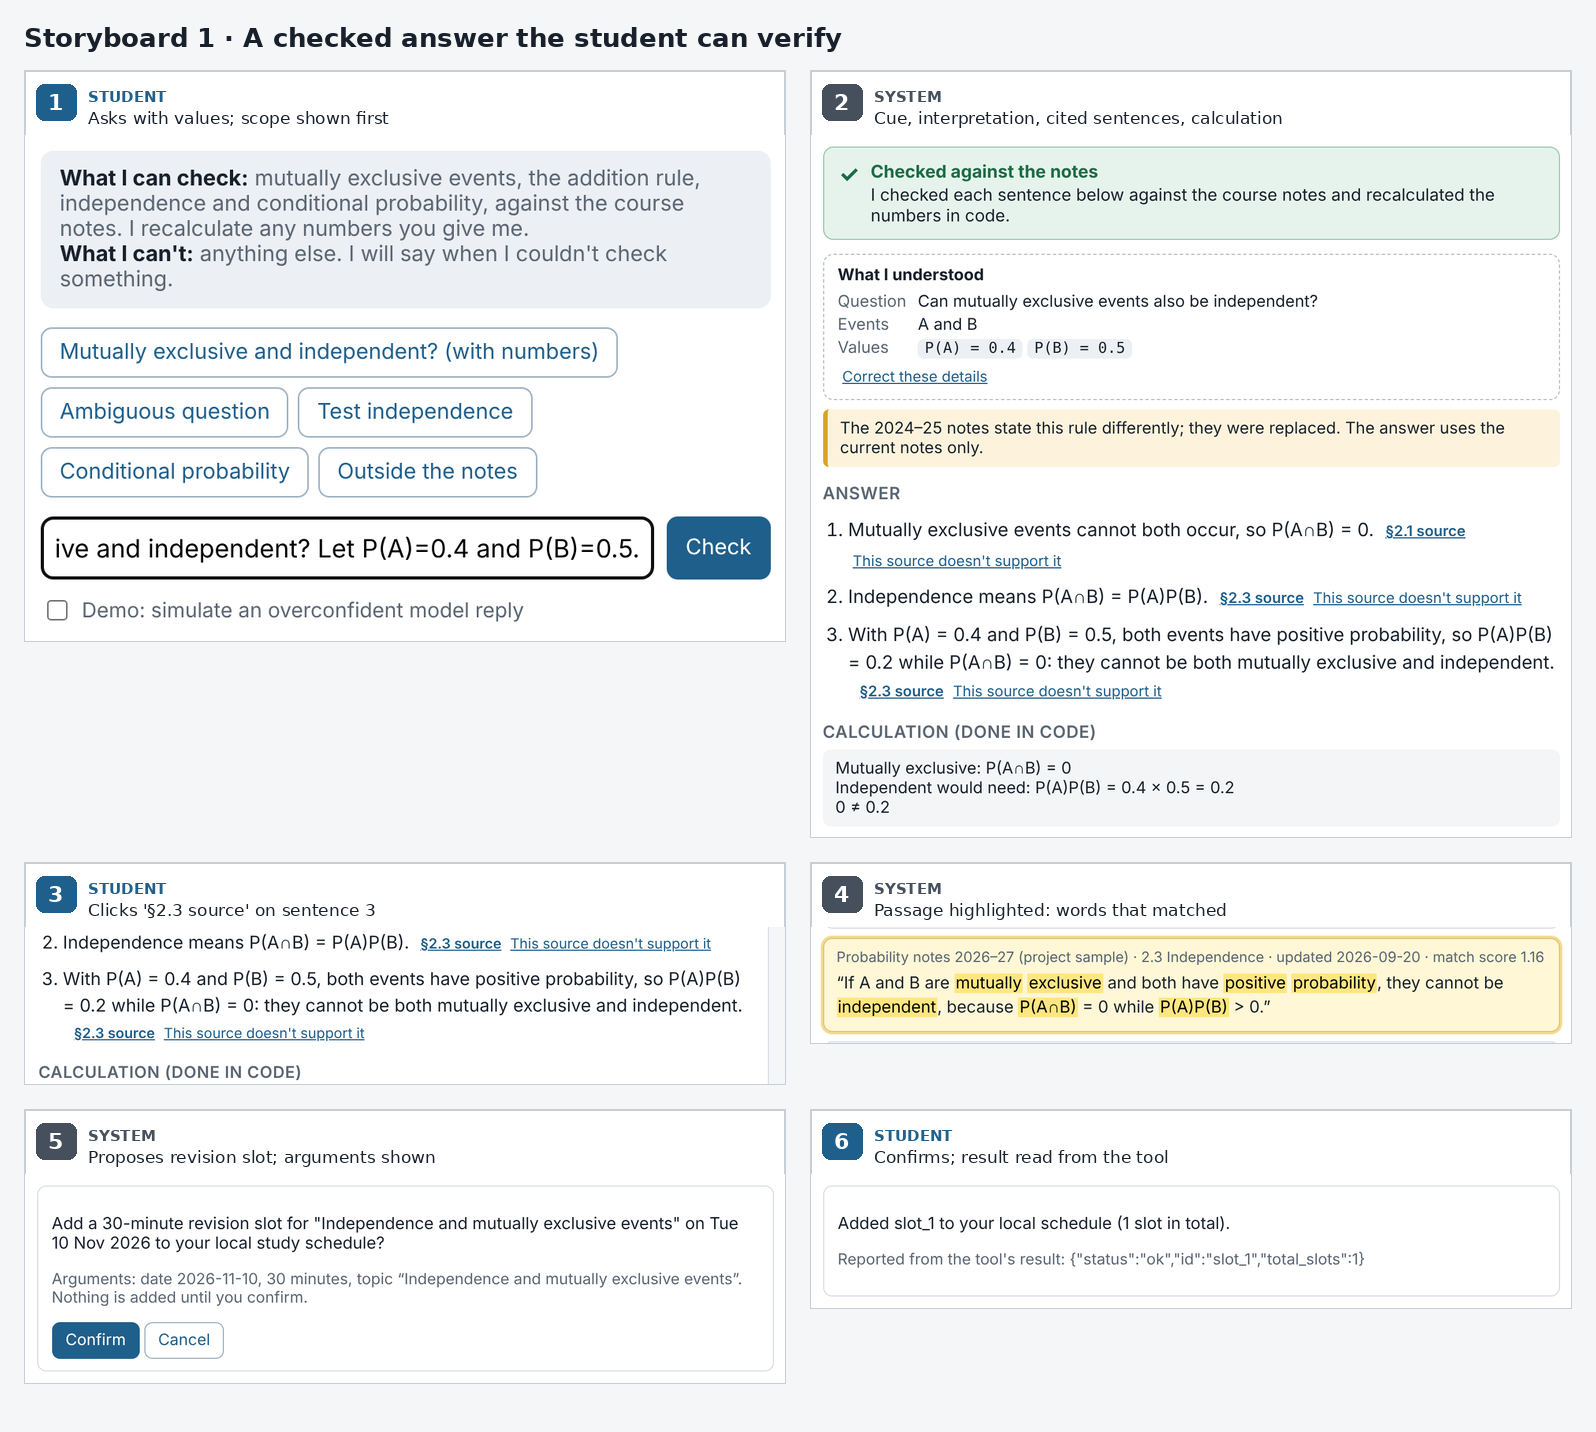 Storyboard 1 · A checked answer the student can verify
1
STUDENT
Asks with values; scope shown first
What I can check: mutually exclusive events, the addition rule,
independence and conditional probability, against the course
notes. I recalculate any numbers you give me.
What I can't: anything else. I will say when I couldn't check
something.
Mutually exclusive and independent? (with numbers)
Ambiguous question
Test independence
Conditional probability
Outside the notes
ive and independent? Let P(A)=0.4 and P(B)=0.5.
Check
Demo: simulate an overconfident model reply
2
SYSTEM
Cue, interpretation, cited sentences, calculation
Checked against the notes
I checked each sentence below against the course notes and recalculated the
numbers in code.
What I understood
Question Can mutually exclusive events also be independent?
Events A and B
Values P(A) = 0.4 P(B) = 0.5
Correct these details
The 2024–25 notes state this rule differently; they were replaced. The answer uses the
current notes only.
ANSWER
1. Mutually exclusive events cannot both occur, so P(A∩B) = 0. §2.1 source
This source doesn't support it
2. Independence means P(A∩B) = P(A)P(B). §2.3 source This source doesn't support it
3. With P(A) = 0.4 and P(B) = 0.5, both events have positive probability, so P(A)P(B)
= 0.2 while P(A∩B) = 0: they cannot be both mutually exclusive and independent.
§2.3 source This source doesn't support it
CALCULATION (DONE IN CODE)
Mutually exclusive: P(A∩B) = 0
Independent would need: P(A)P(B) = 0.4 × 0.5 = 0.2
0 ≠ 0.2
3
STUDENT
Clicks '§2.3 source' on sentence 3
2. Independence means P(A∩B) = P(A)P(B). §2.3 source This source doesn't support it
3. With P(A) = 0.4 and P(B) = 0.5, both events have positive probability, so P(A)P(B)
= 0.2 while P(A∩B) = 0: they cannot be both mutually exclusive and independent.
§2.3 source This source doesn't support it
CALCULATION (DONE IN CODE)
4
SYSTEM
Passage highlighted: words that matched
Probability notes 2026–27 (project sample) · 2.3 Independence · updated 2026-09-20 · match score 1.16
“If A and B are mutually exclusive and both have positive probability, they cannot be
independent, because P(A∩B) = 0 while P(A)P(B) > 0.”
5
SYSTEM
Proposes revision slot; arguments shown
Add a 30-minute revision slot for "Independence and mutually exclusive events" on Tue
10 Nov 2026 to your local study schedule?
Arguments: date 2026-11-10, 30 minutes, topic “Independence and mutually exclusive events”.
Nothing is added until you confirm.
Confirm
Cancel
6
STUDENT
Confirms; result read from the tool
Added slot_1 to your local schedule (1 slot in total).
Reported from the tool's result: {"status":"ok","id":"slot_1","total_slots":1}